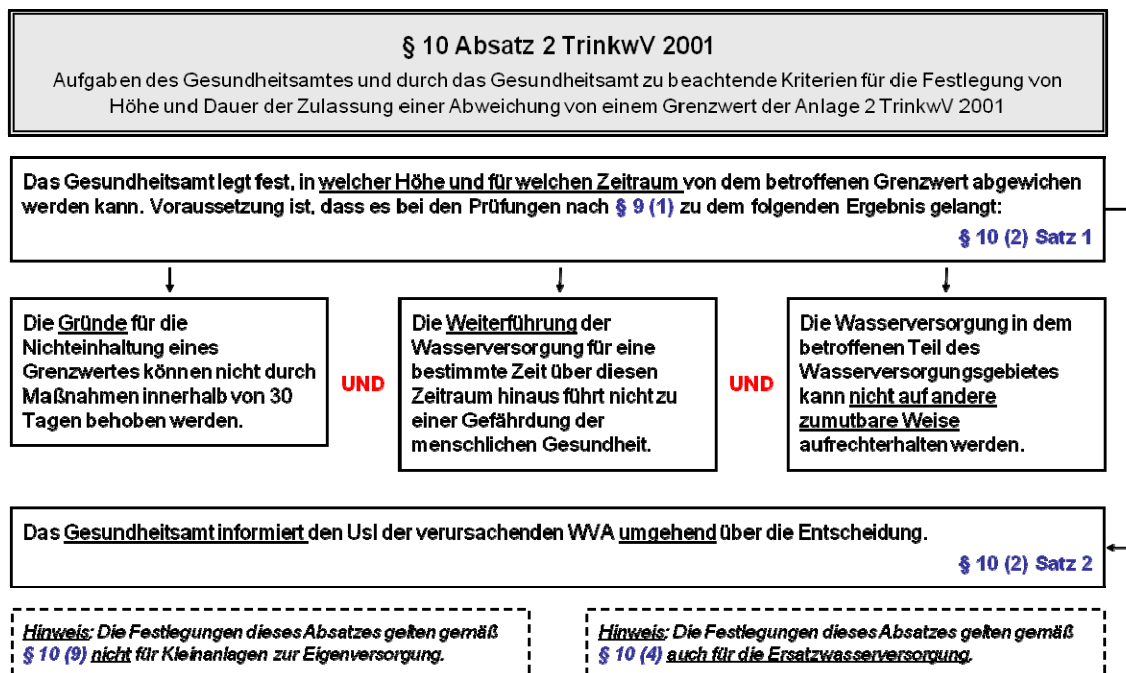 § 10 Absatz 2 TrinkwV 2001
Aufgaben des Gesundheitsamtes und durch das Gesundheitsamt zu beachtende Kriterien für die Festlegung von
Höhe und Dauer der Zulassung einer Abweichung von einem Grenzwert der Anlage 2 TrinkwV 2001
Das Gesundheitsamt legt fest, in welcher Höhe und für welchen Zeitraum von dem betroffenen Grenzwert abgewichen
werden kann. Voraussetzung ist, dass es bei den Prüfungen nach § 9 (1) zu dem folgenden Ergebnis gelangt:
§ 10 (2) Satz 1
Die Gründe für die
Nichteinhaltung eines
Grenzwertes können nicht durch
Maßnahmen innerhalb von 30
Tagen behoben werden.
UND
Die Weiterführung der
Wasserversorgung für eine
bestimmte Zeit über diesen
Zeitraum hinaus führt nicht zu
einer Gefährdung der
menschlichen Gesundheit.
UND
Die Wasserversorgung in dem
betroffenen Teil des
Wasserversorgungsgebietes
kann nicht auf andere
zumutbare Weise
aufrechterhalten werden.
Das Gesundheitsamt informiert den UsI der verursachenden WVA umgehend über die Entscheidung.
§ 10 (2) Satz 2
Hinweis: Die Festlegungen dieses Absatzes gelten gemäß
§ 10 (9) nicht für Kleinanlagen zur Eigenversorgung.
Hinweis: Die Festlegungen dieses Absatzes gelten gemäß
§ 10 (4) auch für die Ersatzwasserversorgung.